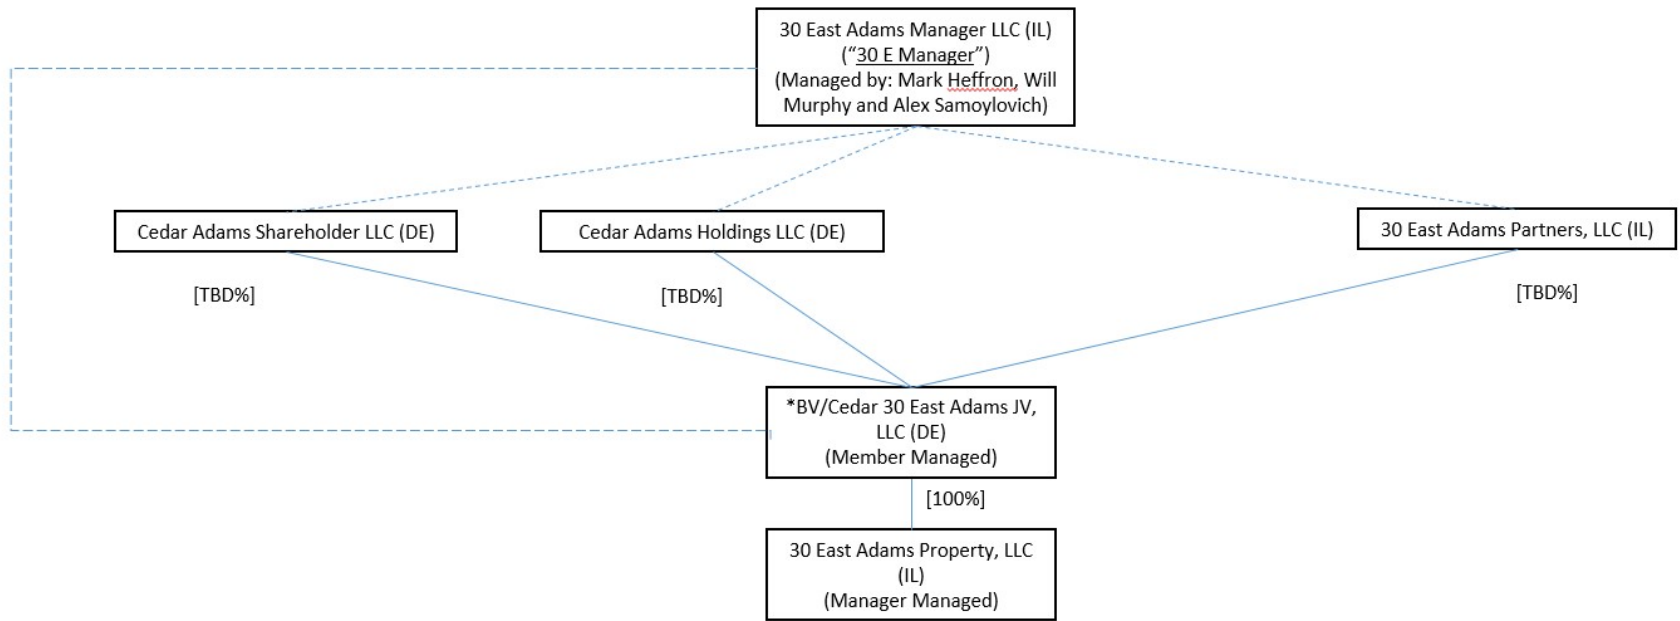 30 East Adams Manager LLC (IL)
(“30 E Manager”)
(Managed by: Mark Heffron, Will
Murphy and Alex Samoylovich)
Cedar Adams Shareholder LLC (DE)
Cedar Adams Holdings LLC (DE)
30 East Adams Partners, LLC (IL)
[TBD%]
[TBD%]
[TBD%]
*BV/Cedar 30 East Adams JV,
LLC (DE)
(Member Managed)
[100%]
30 East Adams Property, LLC
(IL)
(Manager Managed)